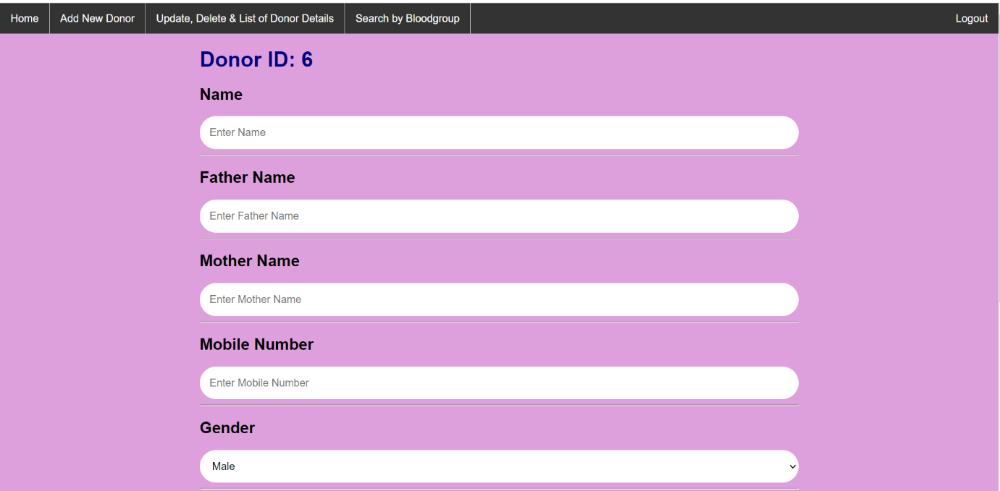 Home Add New Donor Update, Delete & List of Donor Details Search by Bloodgroup Logout
Donor ID: 6
Name
Enter Name
Father Name
Enter Father Name
Mother Name
Enter Mother Name
Mobile Number
Enter Mobile Number
Gender
Male